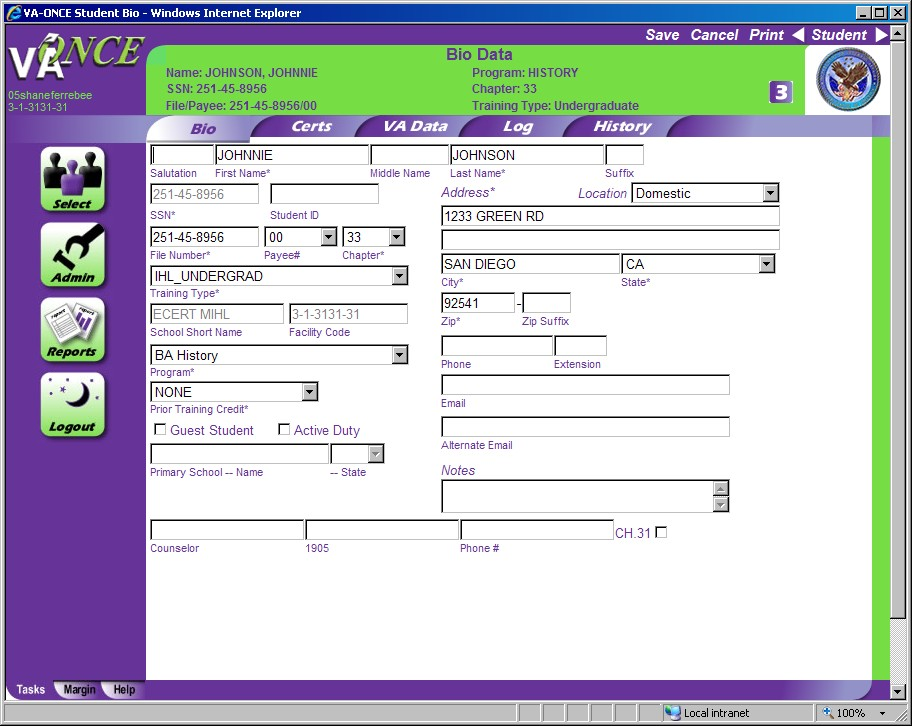 VA-ONCE Student Bio - Windows Internet Explorer
VA ONCE
Save Cancel Print Student
05shaneferrebee
3-1-3131-31
Bio Data
Name: JOHNSON, JOHNNIE Program: HISTORY
SSN: 251-45-8956 Chapter: 33
File/Payee: 251-45-8956/00 Training Type: Undergraduate
3
Bio Certs VA Data Log History
Select
Admin
Reports
Logout
JOHNNIE JOHNSON
Salutation First Name* Middle Name Last Name* Suffix
251-45-8956
SSN* Student ID
251-45-8956 00 33
File Number* Payee# Chapter*
IHL_UNDERGRAD
Training Type*
ECERT MIHL 3-1-3131-31
School Short Name Facility Code
BA History
Program*
NONE
Prior Training Credit*
Guest Student Active Duty
Primary School -- Name -- State
Address* Location Domestic
1233 GREEN RD
SAN DIEGO CA
City* State*
92541 -
Zip* Zip Suffix
Phone Extension
Email
Alternate Email
Notes
CH.31
Counselor 1905 Phone #
Tasks Margin Help
Local intranet 100%